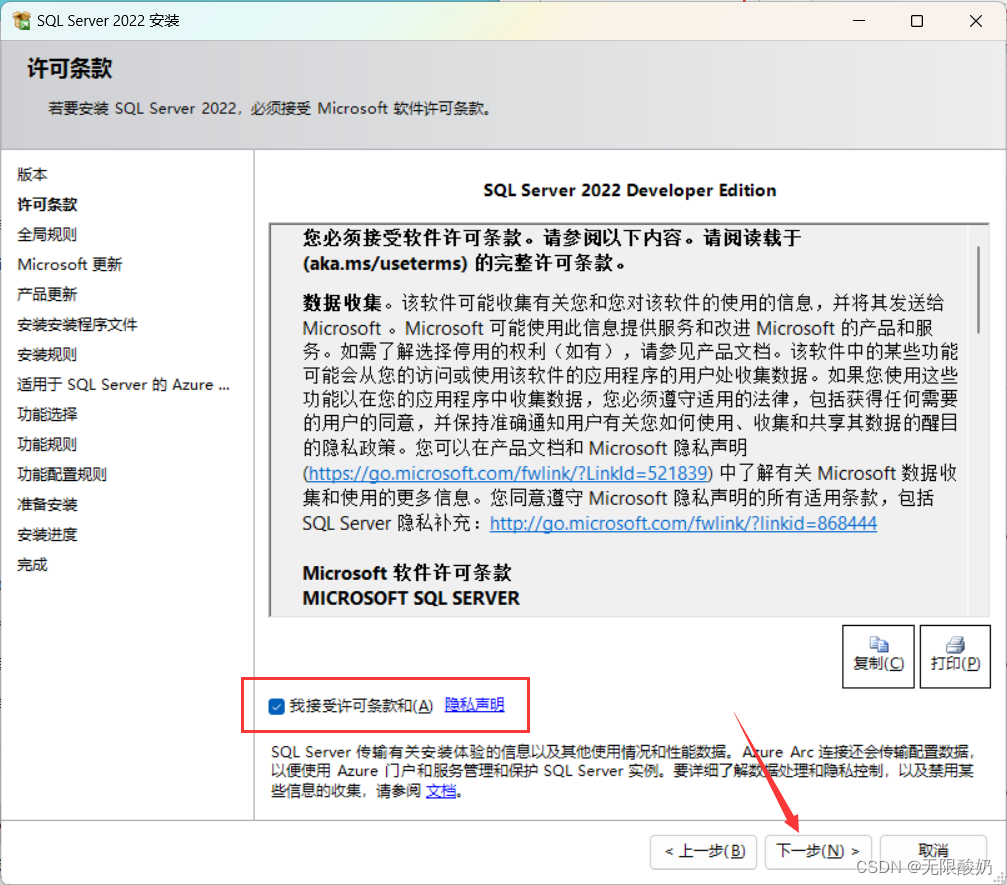 SQL Server 2022 安装
许可条款
若要安装 SQL Server 2022，必须接受 Microsoft 软件许可条款。
版本
许可条款
全局规则
Microsoft 更新
产品更新
安装安装程序文件
安装规则
适用于 SQL Server 的 Azure ...
功能选择
功能规则
功能配置规则
准备安装
安装进度
完成
SQL Server 2022 Developer Edition
您必须接受软件许可条款。请参阅以下内容。请阅读载于
(aka.ms/useterms) 的完整许可条款。
数据收集。该软件可能收集有关您和您对该软件的使用的信息，并将其发送给
Microsoft 。Microsoft 可能使用此信息提供服务和改进 Microsoft 的产品和服
务。如需了解选择停用的权利（如有），请参见产品文档。该软件中的某些功能
可能会从您的访问或使用该软件的应用程序的用户处收集数据。如果您使用这些
功能以在您的应用程序中收集数据，您必须遵守适用的法律，包括获得任何需要
的用户的同意，并保持准确通知用户有关您如何使用、收集和共享其数据的醒目
的隐私政策。您可以在产品文档和 Microsoft 隐私声明
(https://go.microsoft.com/fwlink/?LinkId=521839) 中了解有关 Microsoft 数据收
集和使用的更多信息。您同意遵守 Microsoft 隐私声明的所有适用条款，包括
SQL Server 隐私补充：http://go.microsoft.com/fwlink/?linkid=868444
Microsoft 软件许可条款
MICROSOFT SQL SERVER
复制(C)
打印(P)
我接受许可条款和(A) 隐私声明
SQL Server 传输有关安装体验的信息以及其他使用情况和性能数据。Azure Arc 连接还会传输配置数据，
以便使用 Azure 门户和服务管理和保护 SQL Server 实例。要详细了解数据处理和隐私控制，以及禁用某
些信息的收集，请参阅 文档。
< 上一步(B)
下一步(N) >
取消
CSDN @无限酸奶